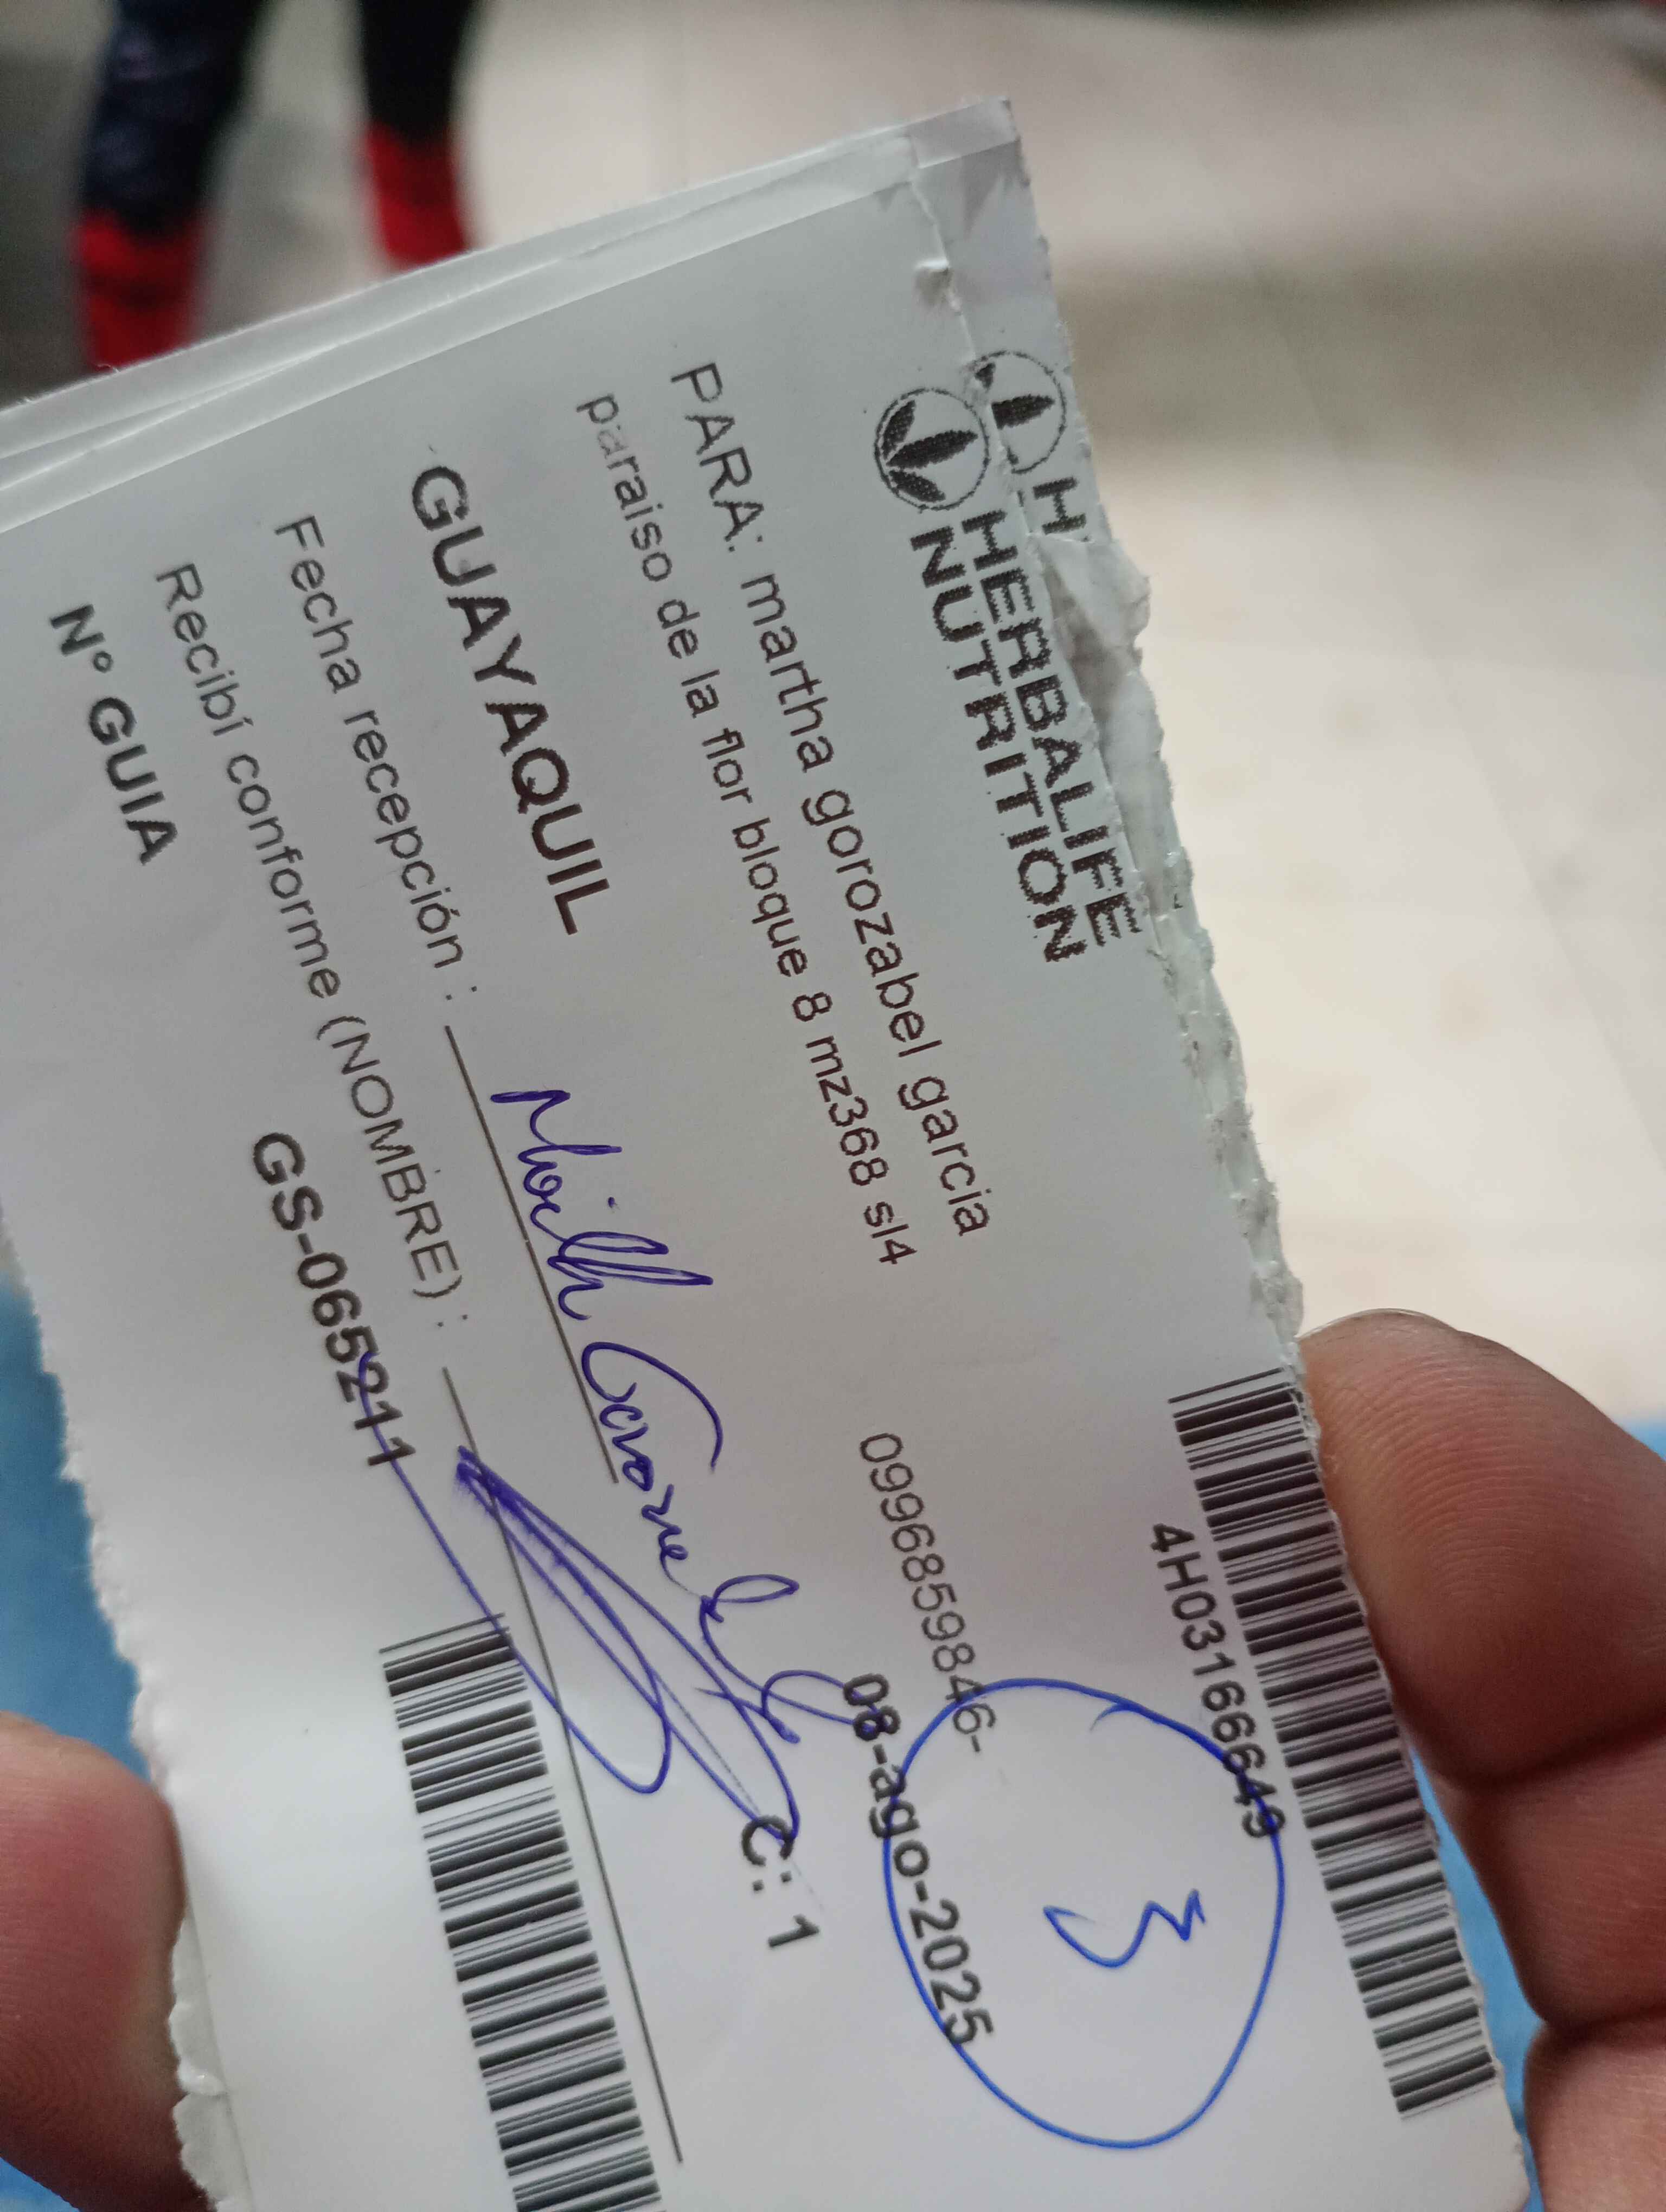 H
HERBALIFE
NUTRITION
4H03166649
3
PARA: martha gorozabel garcia
paraiso de la flor bloque 8 mz368 sl4
0996859846-
08-ago-2025
GUAYAQUIL
C: 1
Fecha recepción :
Recibí conforme (NOMBRE) :
N° GUIA
GS-065211